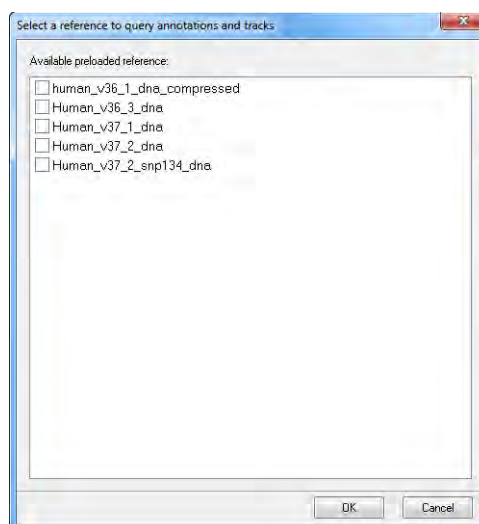 Select a reference to query annotations and tracks
Available preloaded reference:
human_v36_1_dna_compressed
Human_v36_3_dna
Human_v37_1_dna
Human_v37_2_dna
Human_v37_2_snp134_dna
OK
Cancel